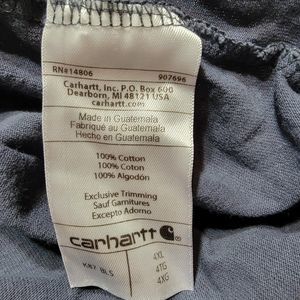 RN#14806 907696
Carhartt, Inc. P.O. Box 600
Dearborn, MI 48121 USA
carhartt.com
Made in Guatemala
Fabriqué au Guatemala
Hecho en Guatemala
100% Cotton
100% Coton
100% Algodón
Exclusive Trimming
Sauf Garnitures
Excepto Adorno
carhartt
K87 BLS
4XL
4TG
4XG